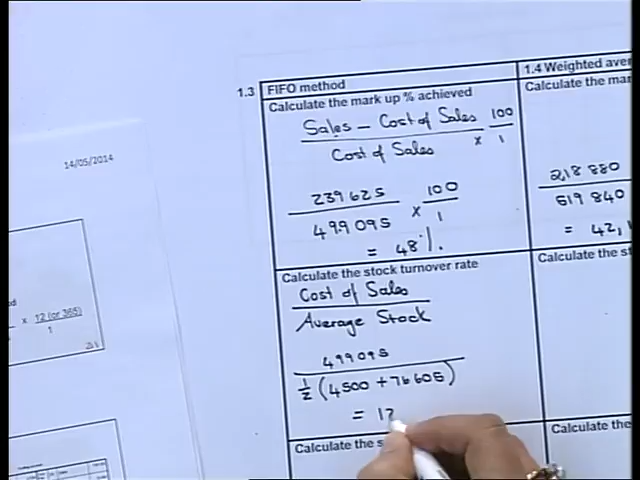 1.3 FIFO method
1.4 Weighted
Calculate the mark up % achieved
Calculate the
Sales - Cost of Sales x 100
Cost of Sales 1
239 625 x 100
499 095 1
= 48%.
218 880
519 840
= 42,1
14/05/2014
x 12 (or 365)
1
Calculate the stock turnover rate
Calculate the
Cost of Sales
Average Stock
499 095
1/2 (4500 + 76 605)
= 12
Calculate the
Calculate the